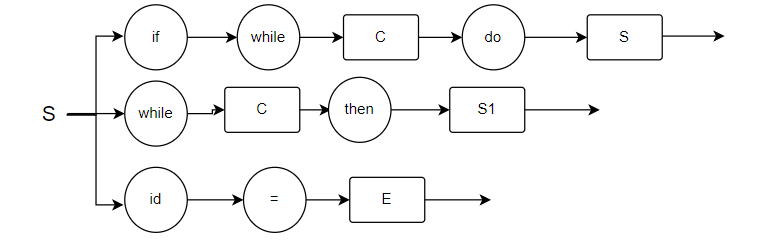 if while C do S
S
while C then S1
id = E